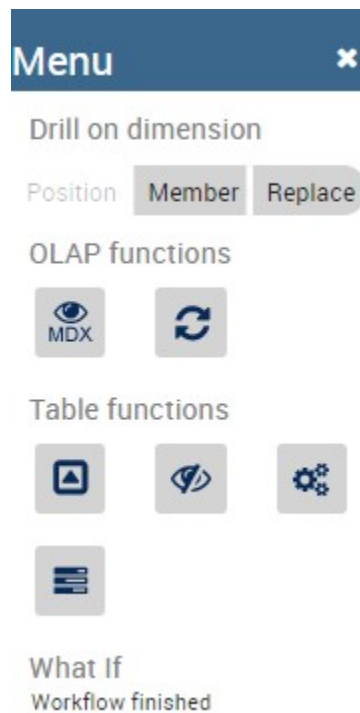 Menu
Drill on dimension
Position Member Replace
OLAP functions
MDX
Table functions
What If
Workflow finished